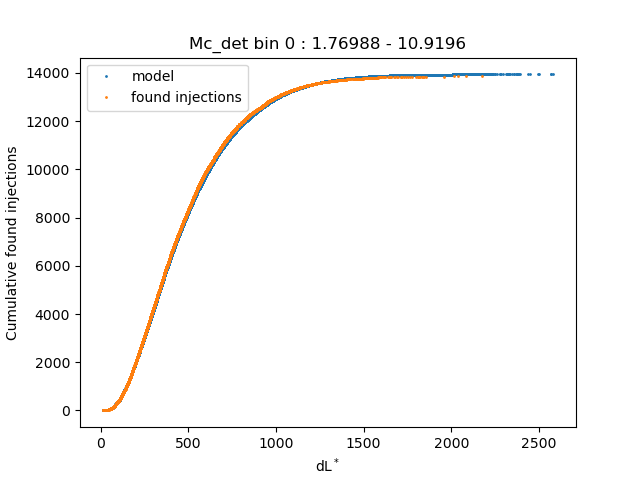 Mc_det bin 0 : 1.76988 - 10.9196
model
found injections
14000
12000
10000
8000
6000
4000
2000
0
Cumulative found injections
0 500 1000 1500 2000 2500
dL*